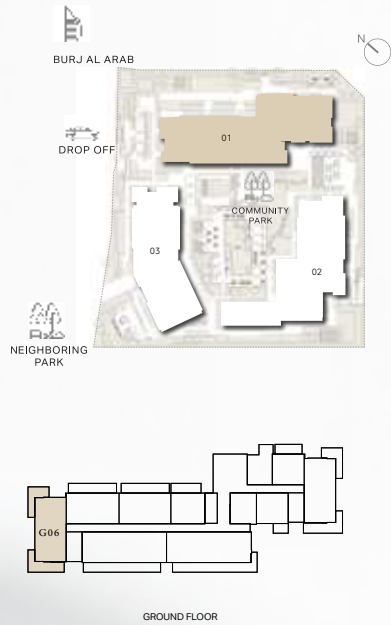 N
BURJ AL ARAB
01
DROP OFF
COMMUNITY
PARK
03
02
NEIGHBORING
PARK
G06
GROUND FLOOR